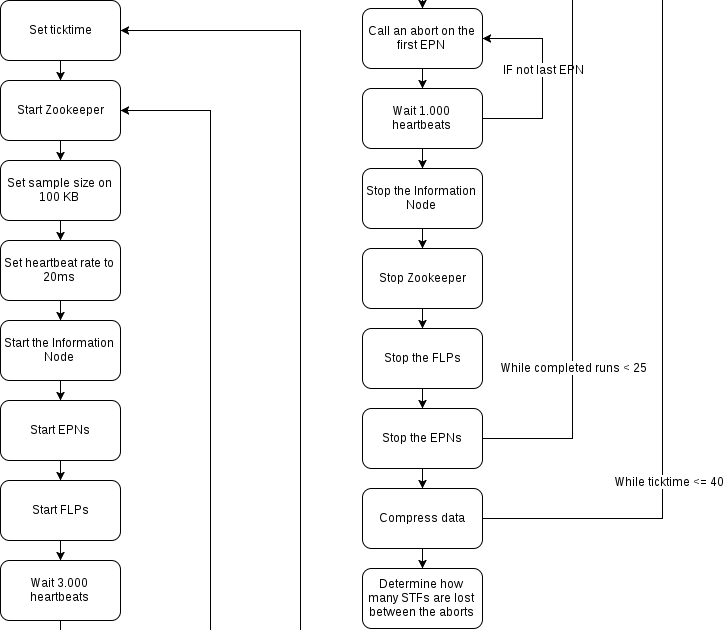 Set ticktime
Start Zookeeper
Set sample size on
100 KB
Set heartbeat rate to
20ms
Start the Information
Node
Start EPNs
Start FLPs
Wait 3.000
heartbeats
Call an abort on the
first EPN
IF not last EPN
Wait 1.000
heartbeats
Stop the Information
Node
Stop Zookeeper
Stop the FLPs
While completed runs < 25
Stop the EPNs
While ticktime <= 40
Compress data
Determine how
many STFs are lost
between the aborts